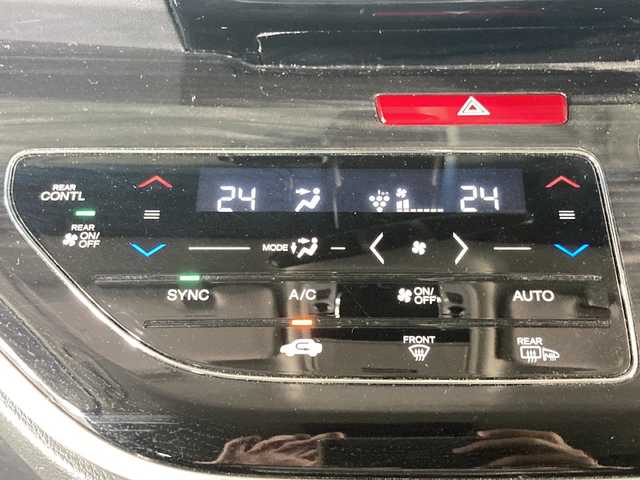 REAR
CONTL
24
24
REAR
ON/
OFF
MODE
SYNC
A/C
ON/
OFF
AUTO
FRONT
REAR